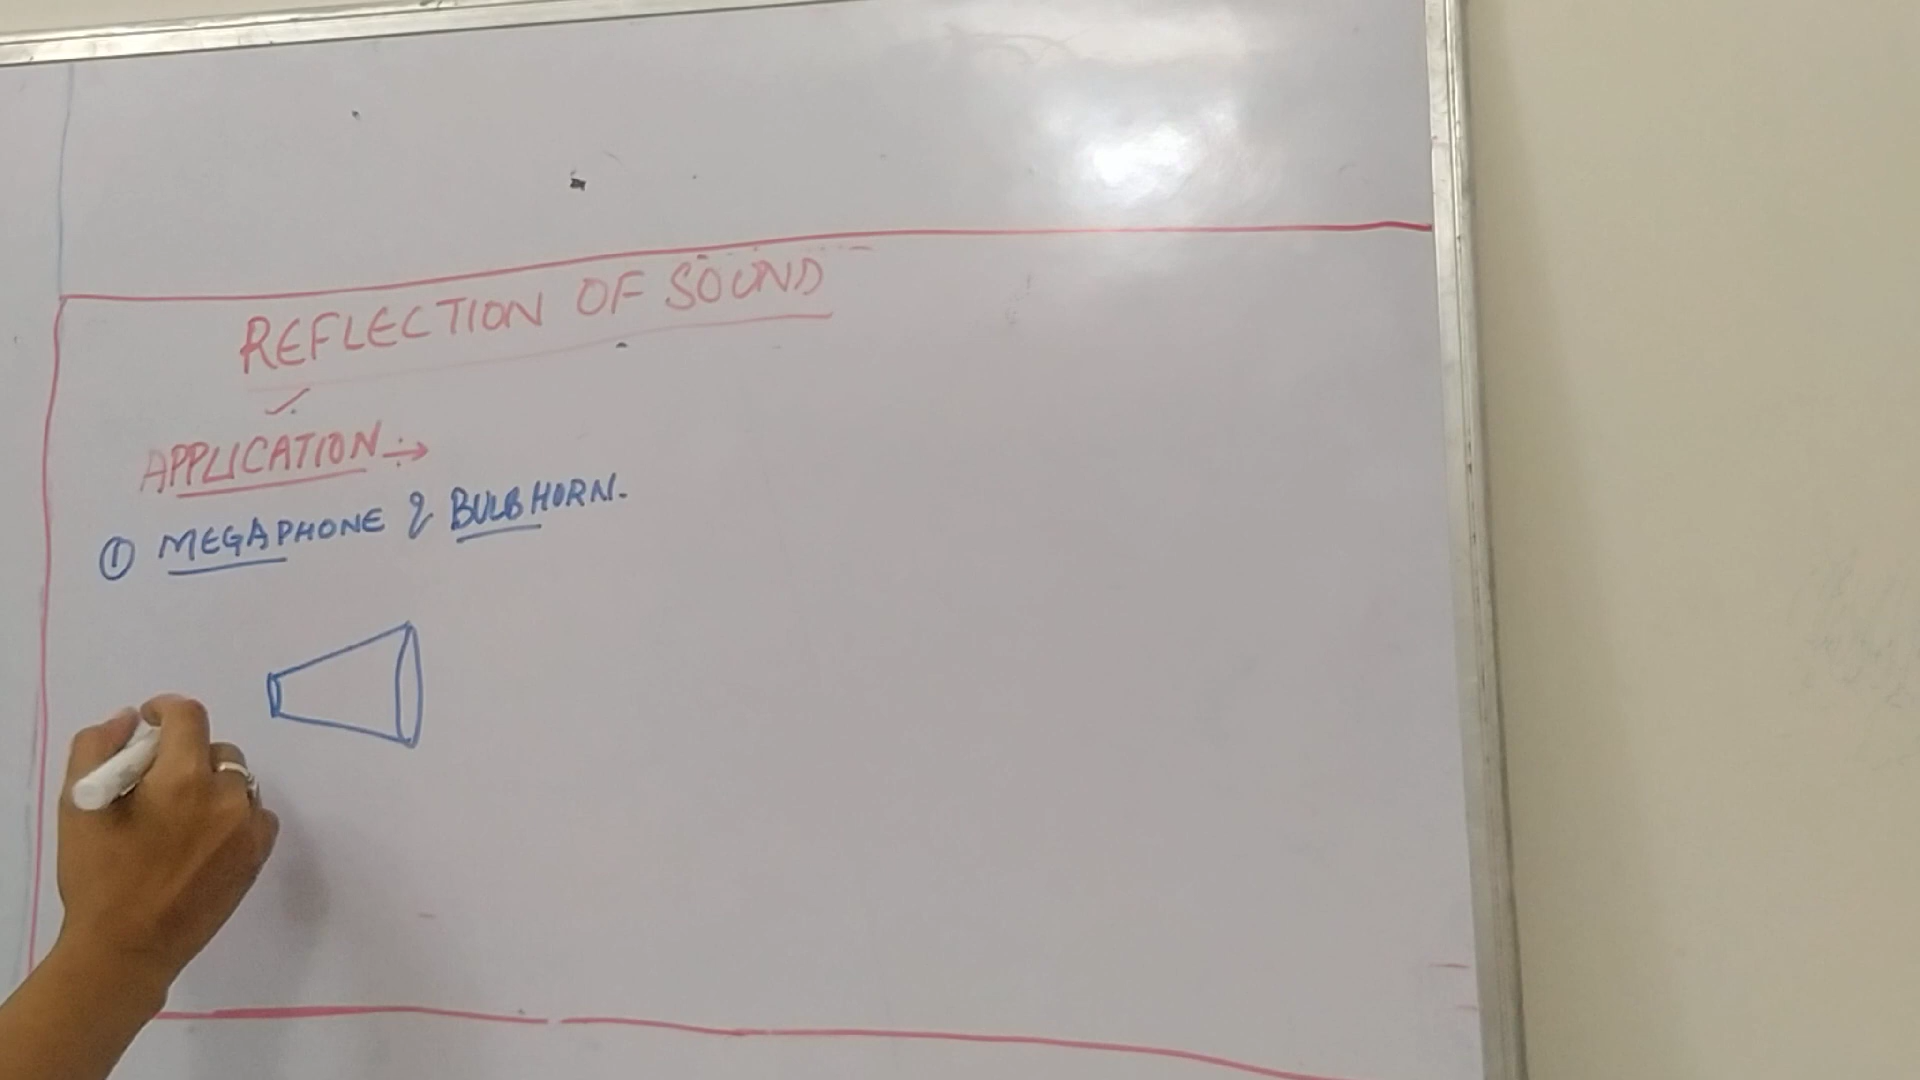 REFLECTION OF SOUND
APPLICATION :→
① MEGAPHONE & BULB HORN.